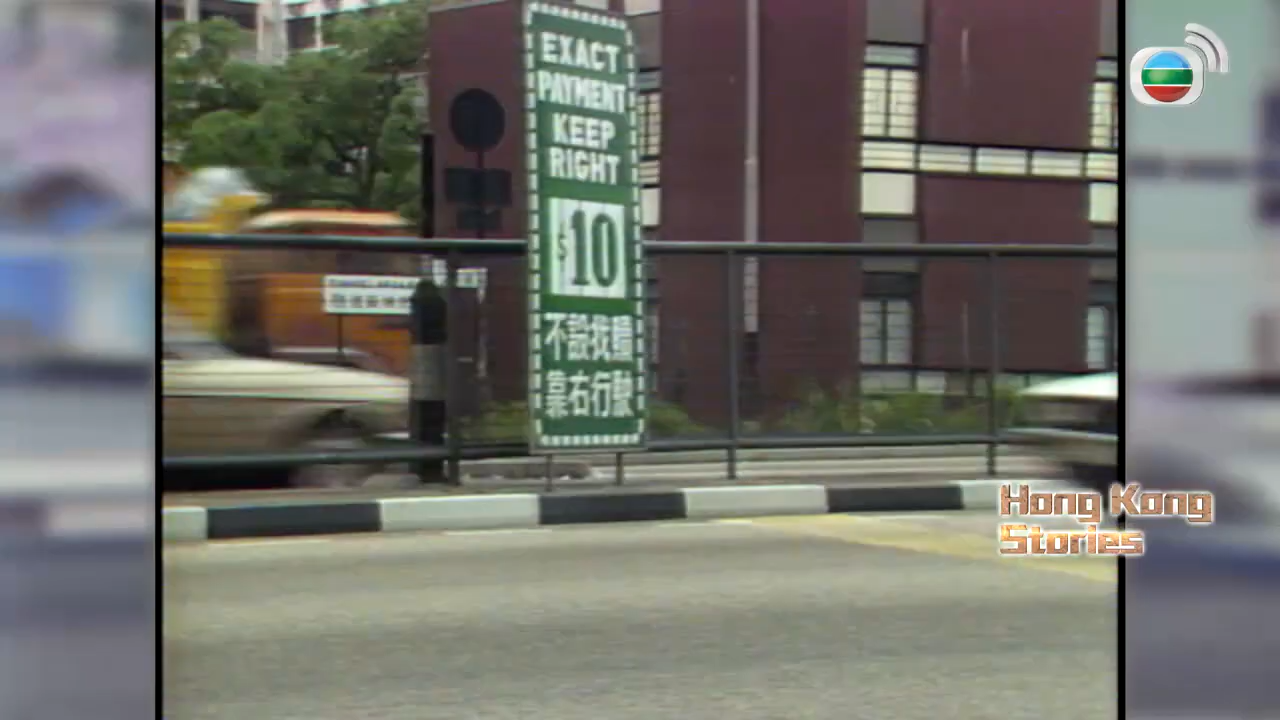 EXACT
PAYMENT
KEEP
RIGHT
$10
不設找贖
靠右行駛
Hong Kong
Stories